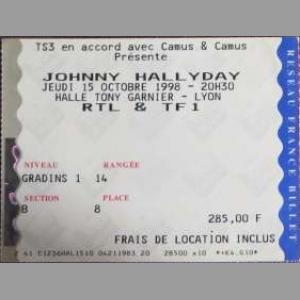 TS3 en accord avec Camus & Camus
Présente
JOHNNY HALLYDAY
JEUDI 15 OCTOBRE 1998 - 20H30
HALLE TONY GARNIER - LYON
RTL & TF1
NIVEAU RANGÉE
GRADINS 1 14
SECTION PLACE
B 8
285,00 F
FRAIS DE LOCATION INCLUS
RESEAU FRANCE BILLET